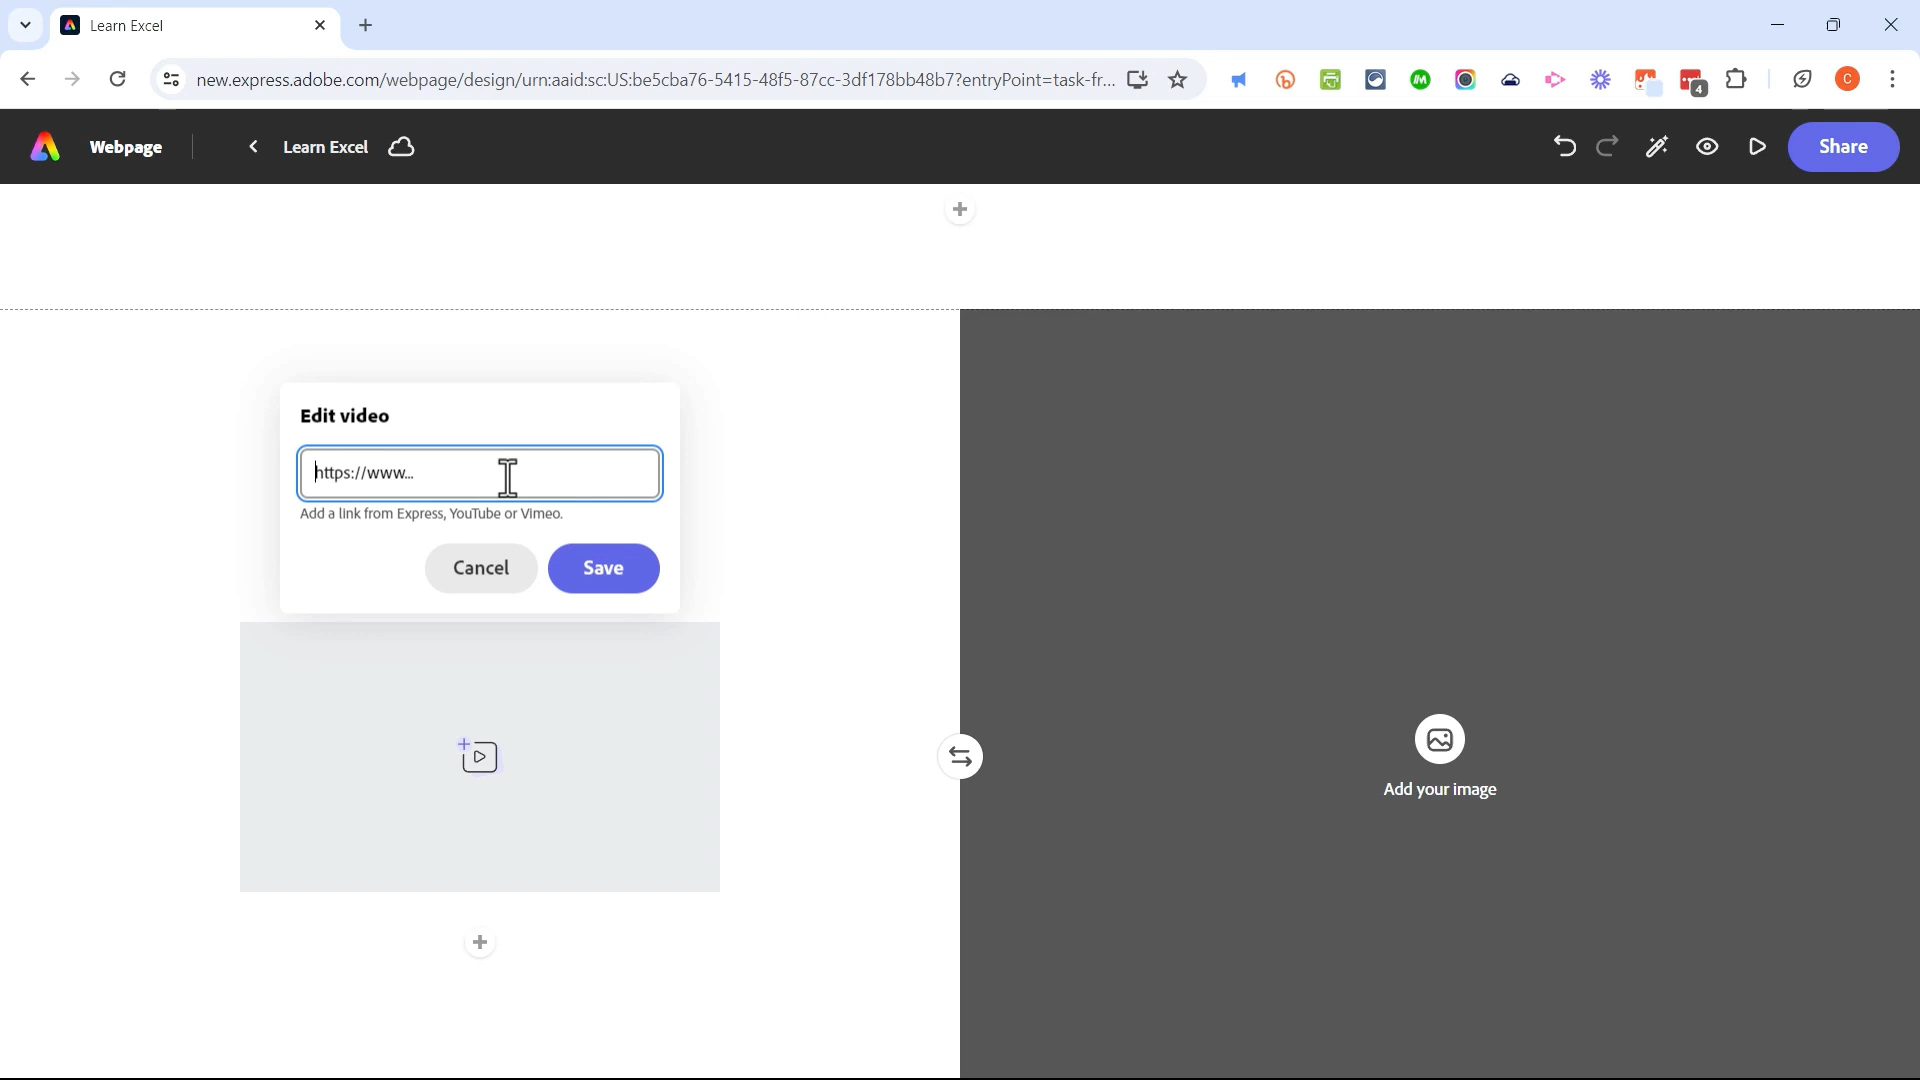 Learn Excel
new.express.adobe.com/webpage/design/urn:aaid:sc:US:be5cba76-5415-48f5-87cc-3df178bb48b7?entryPoint=task-fr...
4
C
Webpage
Learn Excel
Share
Edit video
https://www...
Add a link from Express, YouTube or Vimeo.
Cancel
Save
Add your image